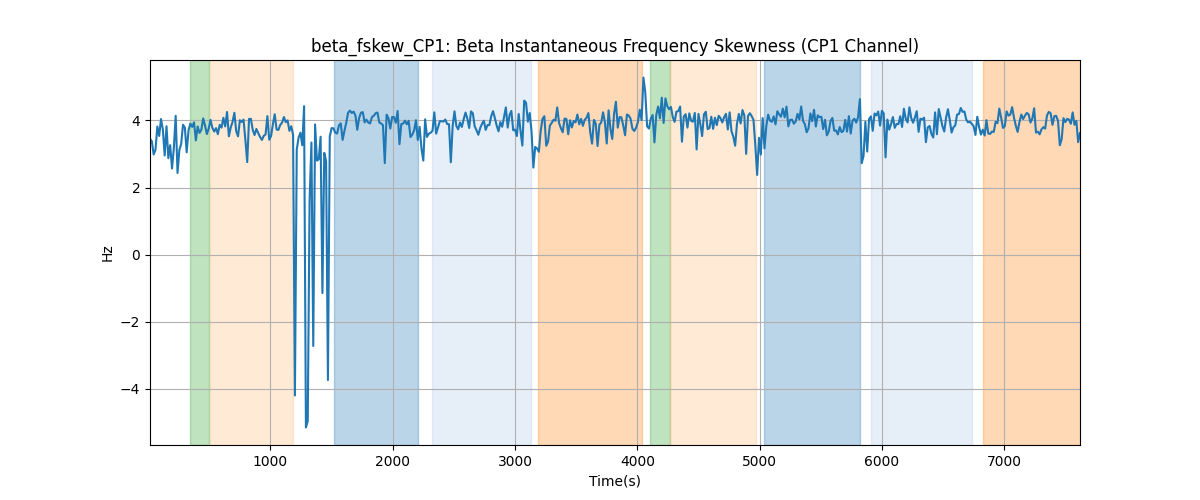 beta_fskew_CP1: Beta Instantaneous Frequency Skewness (CP1 Channel)
Hz
4
2
0
−2
−4
1000 2000 3000 4000 5000 6000 7000
Time(s)